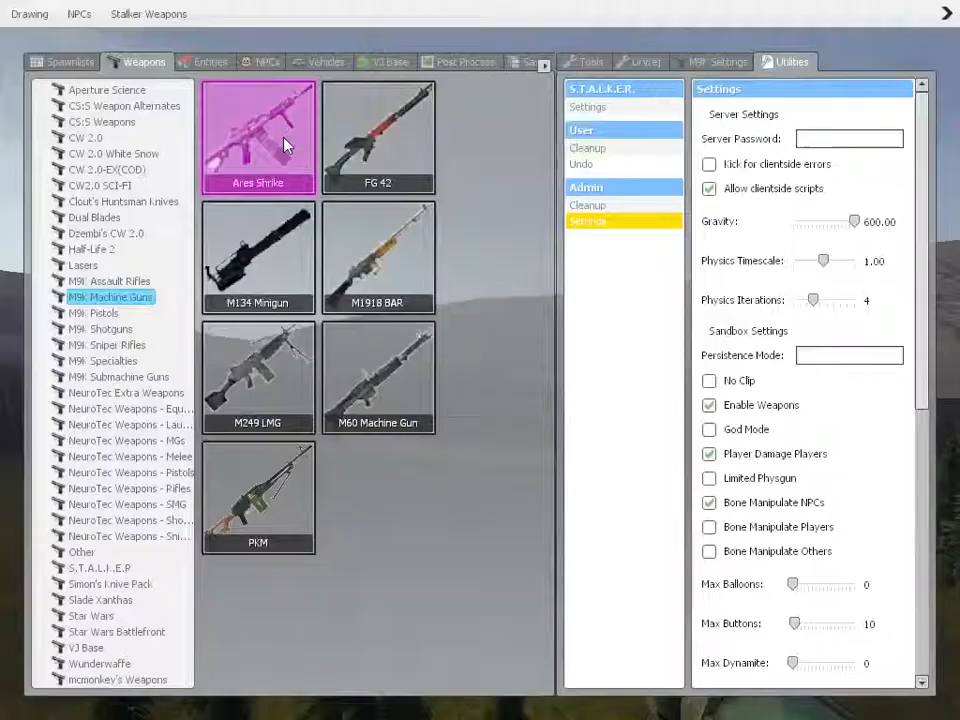 Drawing NPCs Stalker Weapons
Spawnlists Weapons Entities NPCs Vehicles VJ Base Post Process Sa
Tools M9K Settings Utilities
Aperture Science
CS:S Weapon Alternates
CS:S Weapons
CW 2.0
CW 2.0 White Snow
CW 2.0-EX(COD)
CW2.0 SCI-FI
Clout's Huntsman Knives
Dual Blades
Dzembi's CW 2.0
Half-Life 2
Lasers
M9K Assault Rifles
M9K Machine Guns
M9K Pistols
M9K Shotguns
M9K Sniper Rifles
M9K Specialties
M9K Submachine Guns
NeuroTec Extra Weapons
NeuroTec Weapons - Equ...
NeuroTec Weapons - Lau...
NeuroTec Weapons - MGs
NeuroTec Weapons - Melee
NeuroTec Weapons - Pistols
NeuroTec Weapons - Rifles
NeuroTec Weapons - SMG
NeuroTec Weapons - Sho...
NeuroTec Weapons - Sni...
Other
S.T.A.L.K.E.R
Simon's Knife Pack
Slade Xanthas
Star Wars
Star Wars Battlefront
VJ Base
Wunderwaffe
mcmonkey's Weapons
Ares Shrike
FG 42
M134 Minigun
M1918 BAR
M249 LMG
M60 Machine Gun
PKM
S.T.A.L.K.E.R.
Settings
User
Cleanup
Undo
Admin
Cleanup
Settings
Settings
Server Settings
Server Password:
Kick for clientside errors
Allow clientside scripts
Gravity: 600.00
Physics Timescale: 1.00
Physics Iterations: 4
Sandbox Settings
Persistence Mode:
No Clip
Enable Weapons
God Mode
Player Damage Players
Limited Physgun
Bone Manipulate NPCs
Bone Manipulate Players
Bone Manipulate Others
Max Balloons: 0
Max Buttons: 10
Max Dynamite: 0